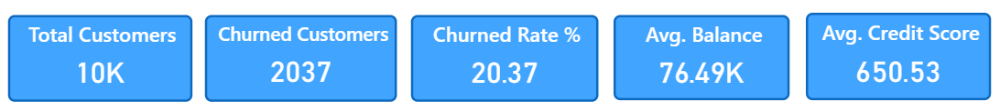 Total Customers
10K
Churned Customers
2037
Churned Rate %
20.37
Avg. Balance
76.49K
Avg. Credit Score
650.53